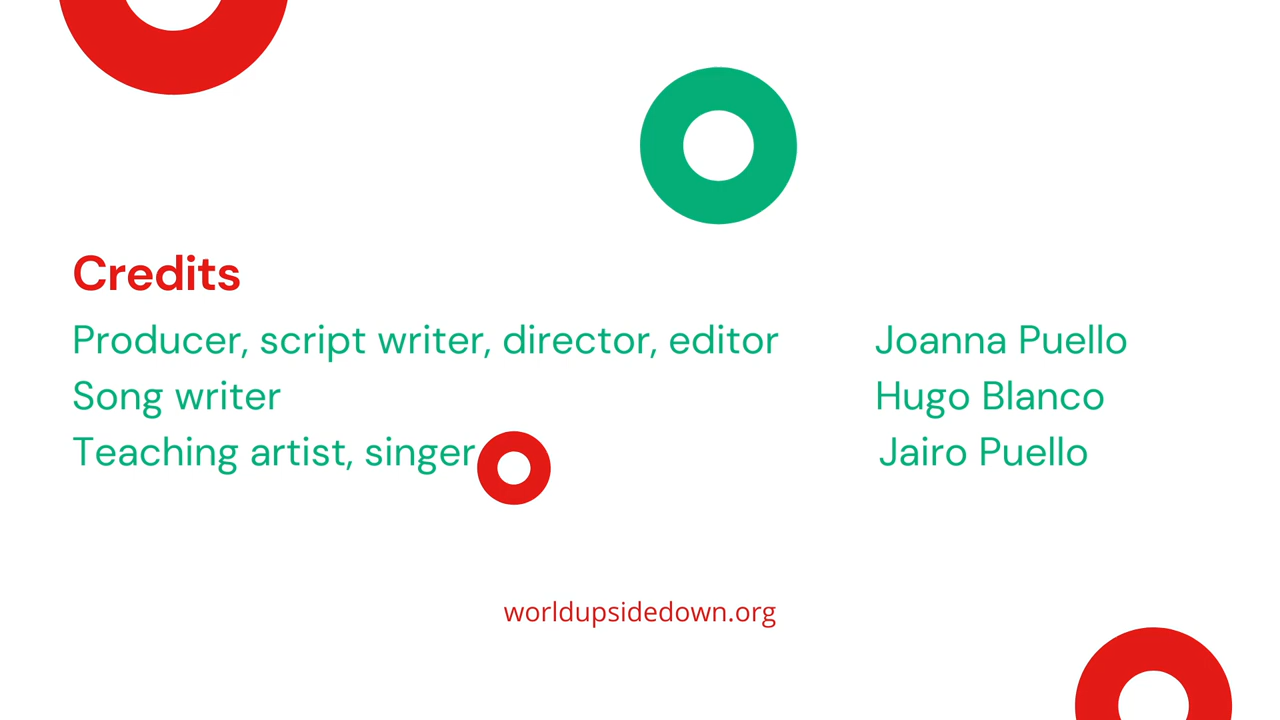 Credits
Producer, script writer, director, editor Joanna Puello
Song writer Hugo Blanco
Teaching artist, singer Jairo Puello
worldupsidedown.org